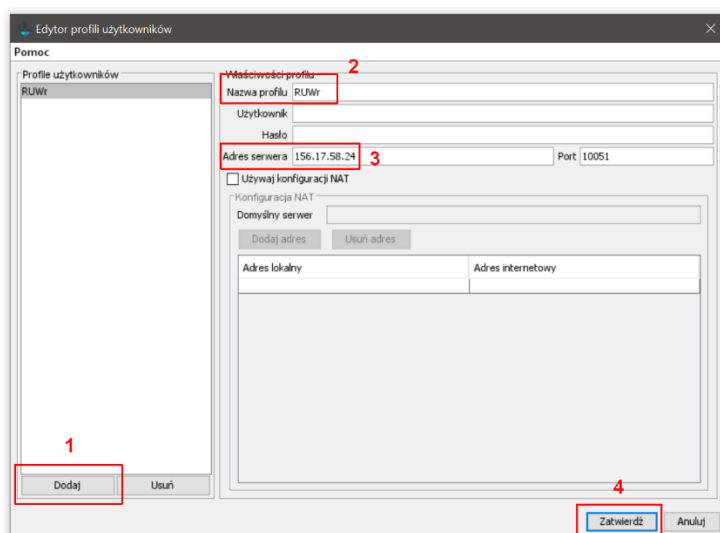 Edytor profili użytkowników
Pomoc
Profile użytkowników
RUWr
1
Dodaj
Usuń
Właściwości profilu
2
Nazwa profilu RUWr
Użytkownik
Hasło
Adres serwera 156.17.58.24 3 Port 10051
Używaj konfiguracji NAT
Konfiguracja NAT
Domyślny serwer
Dodaj adres Usuń adres
Adres lokalny Adres internetowy
4
Zatwierdź Anuluj